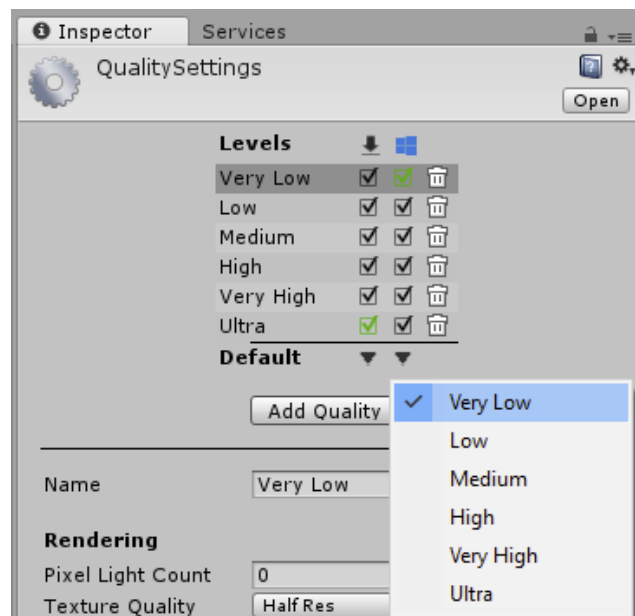 Inspector Services
QualitySettings
Open
Levels
Very Low
Low
Medium
High
Very High
Ultra
Default
Add Quality
Very Low
Low
Medium
High
Very High
Ultra
Name Very Low
Rendering
Pixel Light Count 0
Texture Quality Half Res